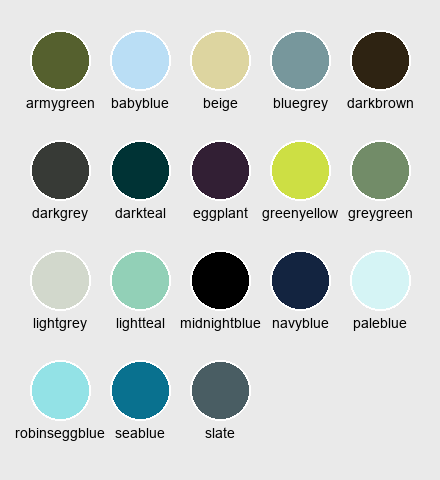 armygreen babyblue beige bluegrey darkbrown
darkgrey darkteal eggplant greenyellow greygreen
lightgrey lightteal midnightblue navyblue paleblue
robinseggblue seablue slate